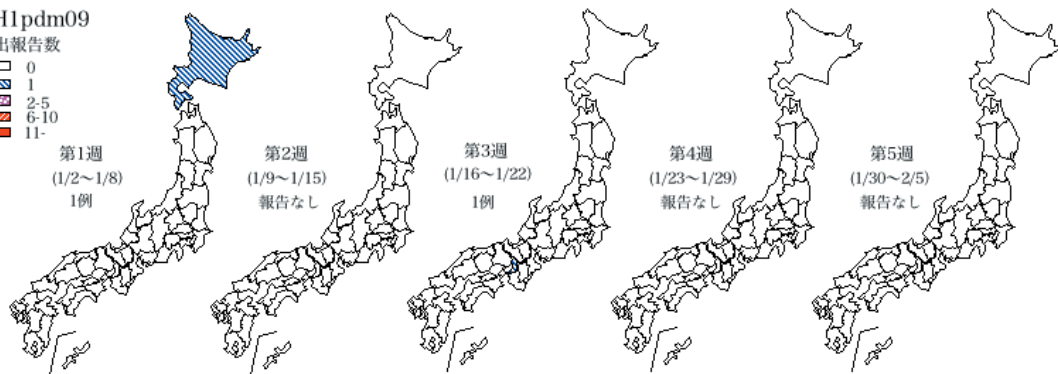 H1pdm09
出報告数
0
1
2-5
6-10
11-
第1週
(1/2～1/8)
1例
第2週
(1/9～1/15)
報告なし
第3週
(1/16～1/22)
1例
第4週
(1/23～1/29)
報告なし
第5週
(1/30～2/5)
報告なし